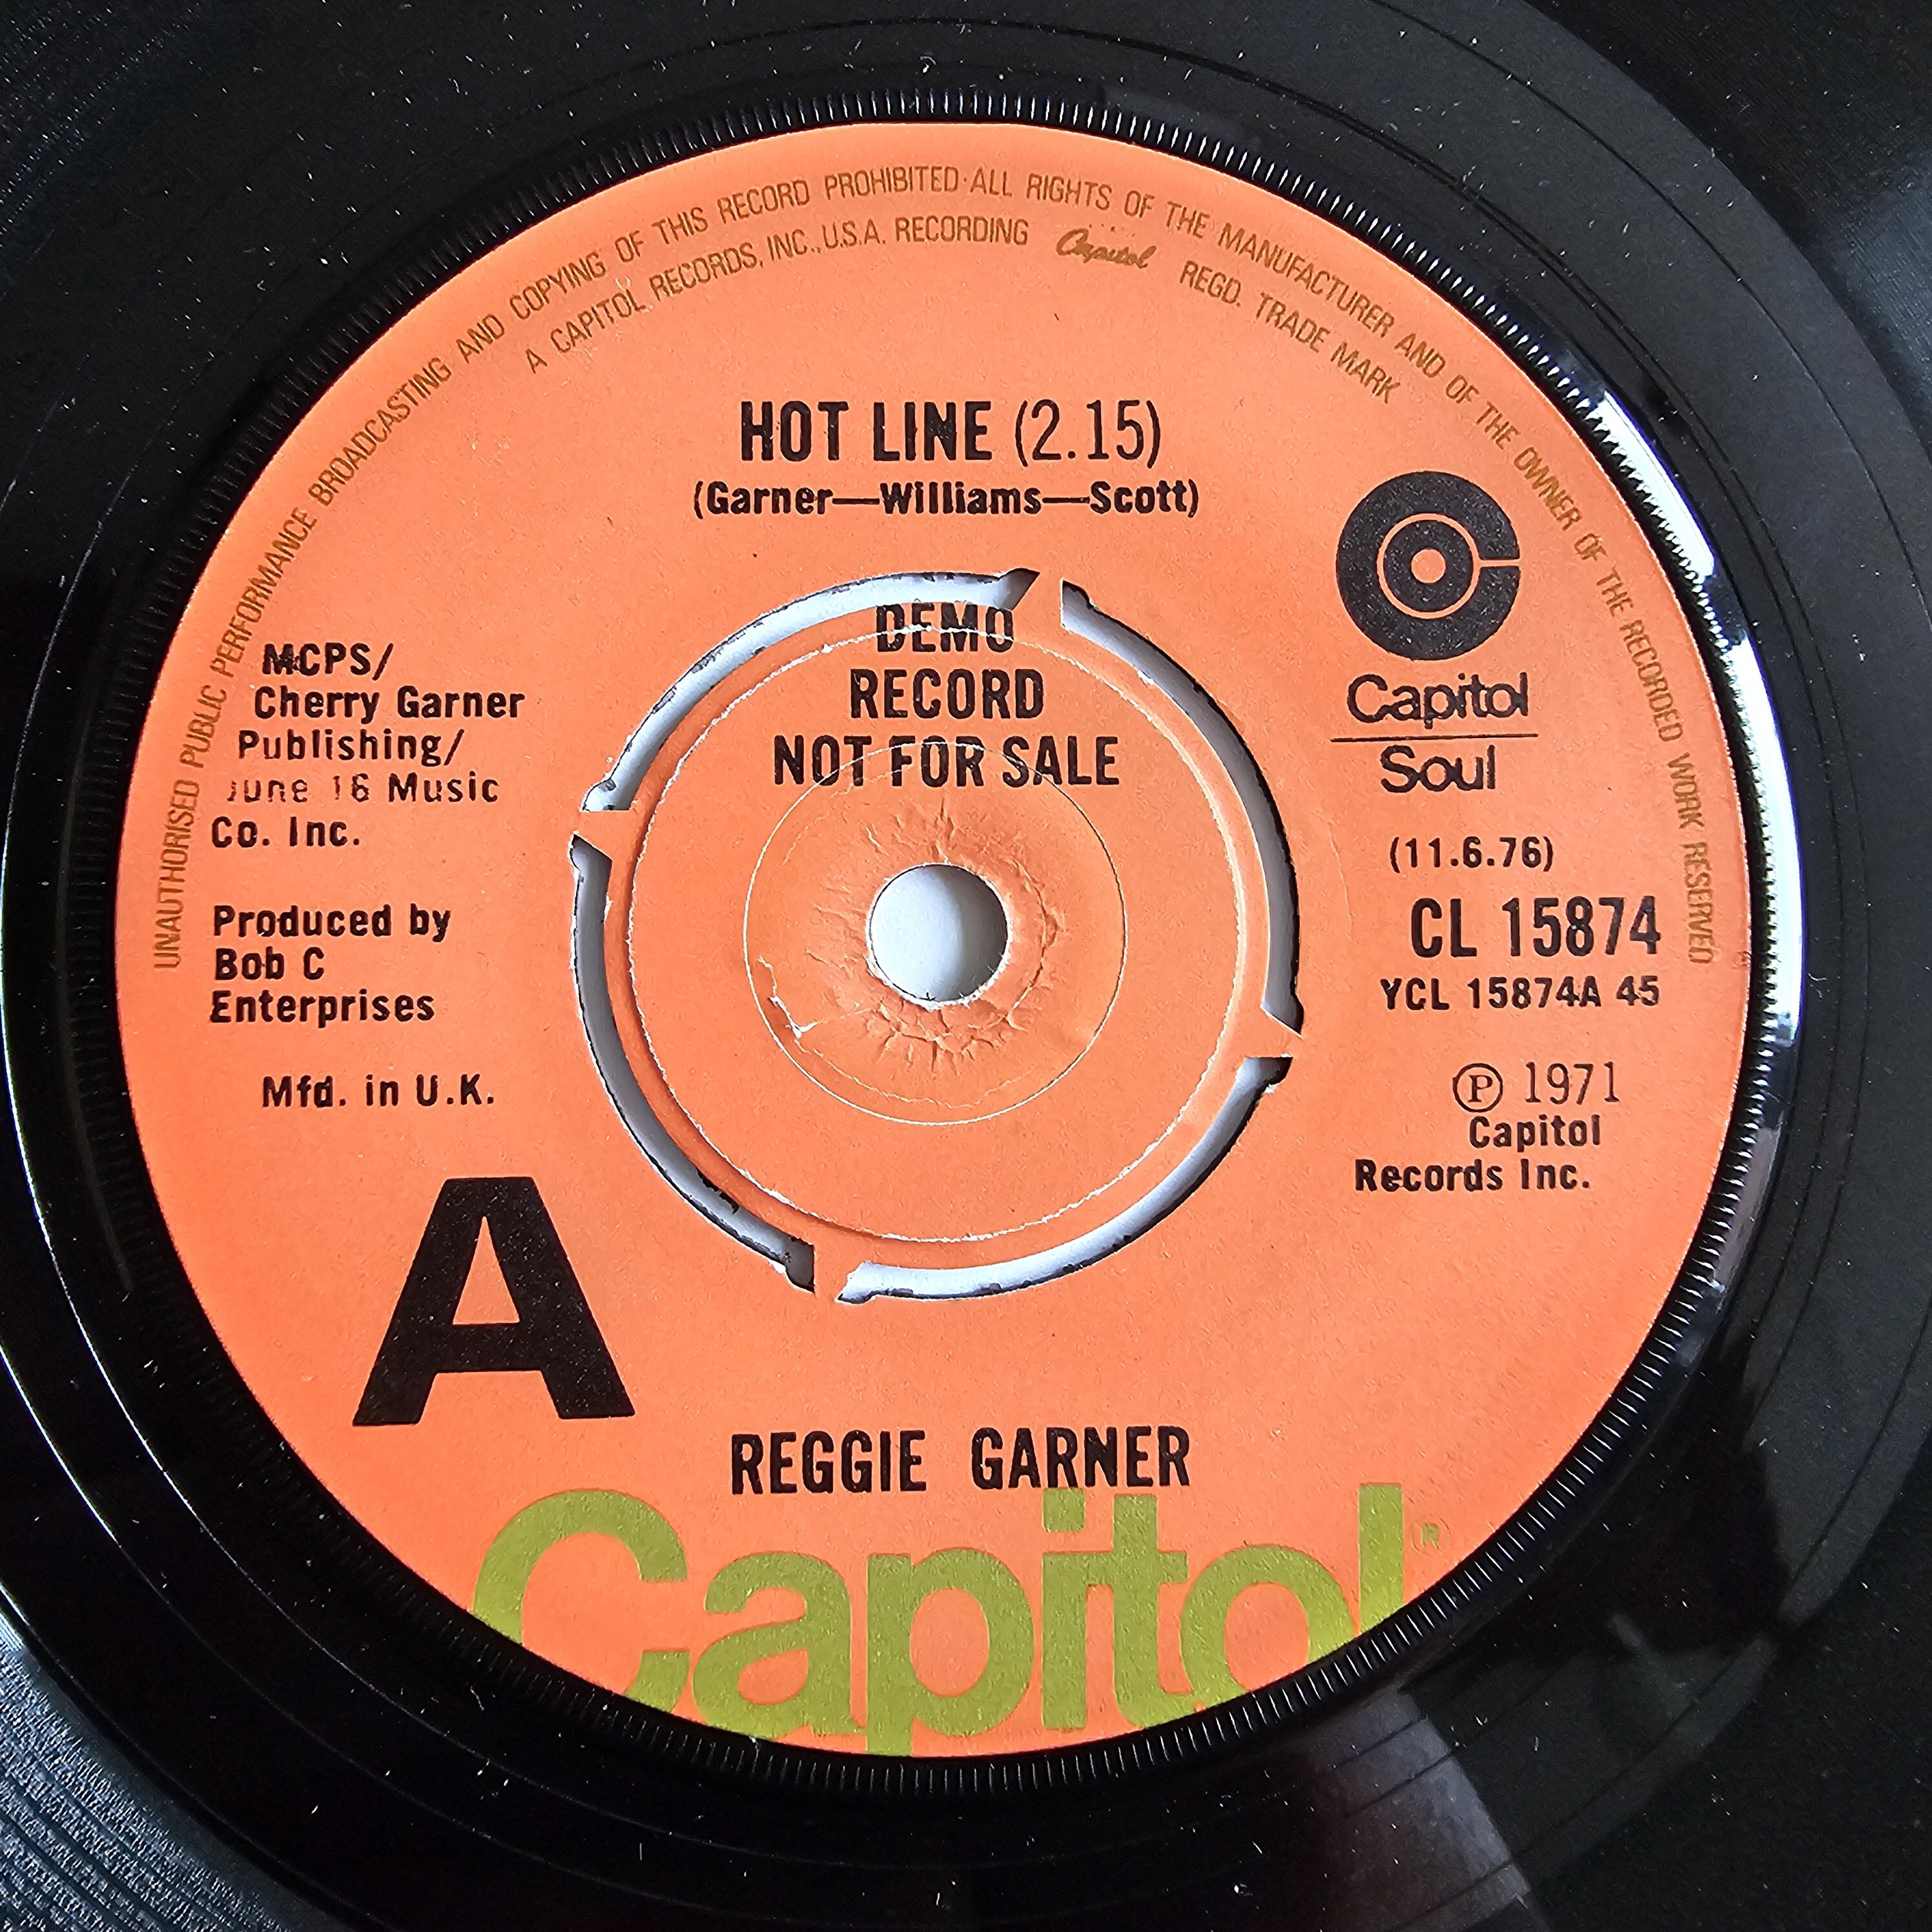 UNAUTHORISED PUBLIC PERFORMANCE BROADCASTING AND COPYING OF THIS RECORD PROHIBITED·ALL RIGHTS OF THE MANUFACTURER AND OF THE OWNER OF THE RECORDED WORK RESERVED
A CAPITOL RECORDS, INC., U.S.A. RECORDING Capitol REGD. TRADE MARK
HOT LINE (2.15)
(Garner—Williams—Scott)
DEMO
RECORD
NOT FOR SALE
MCPS/
Cherry Garner
Publishing/
June 16 Music
Co. Inc.
Produced by
Bob C
Enterprises
Mfd. in U.K.
Capitol
Soul
(11.6.76)
CL 15874
YCL 15874A 45
Ⓟ 1971
Capitol
Records Inc.
A
REGGIE GARNER
Capitol®